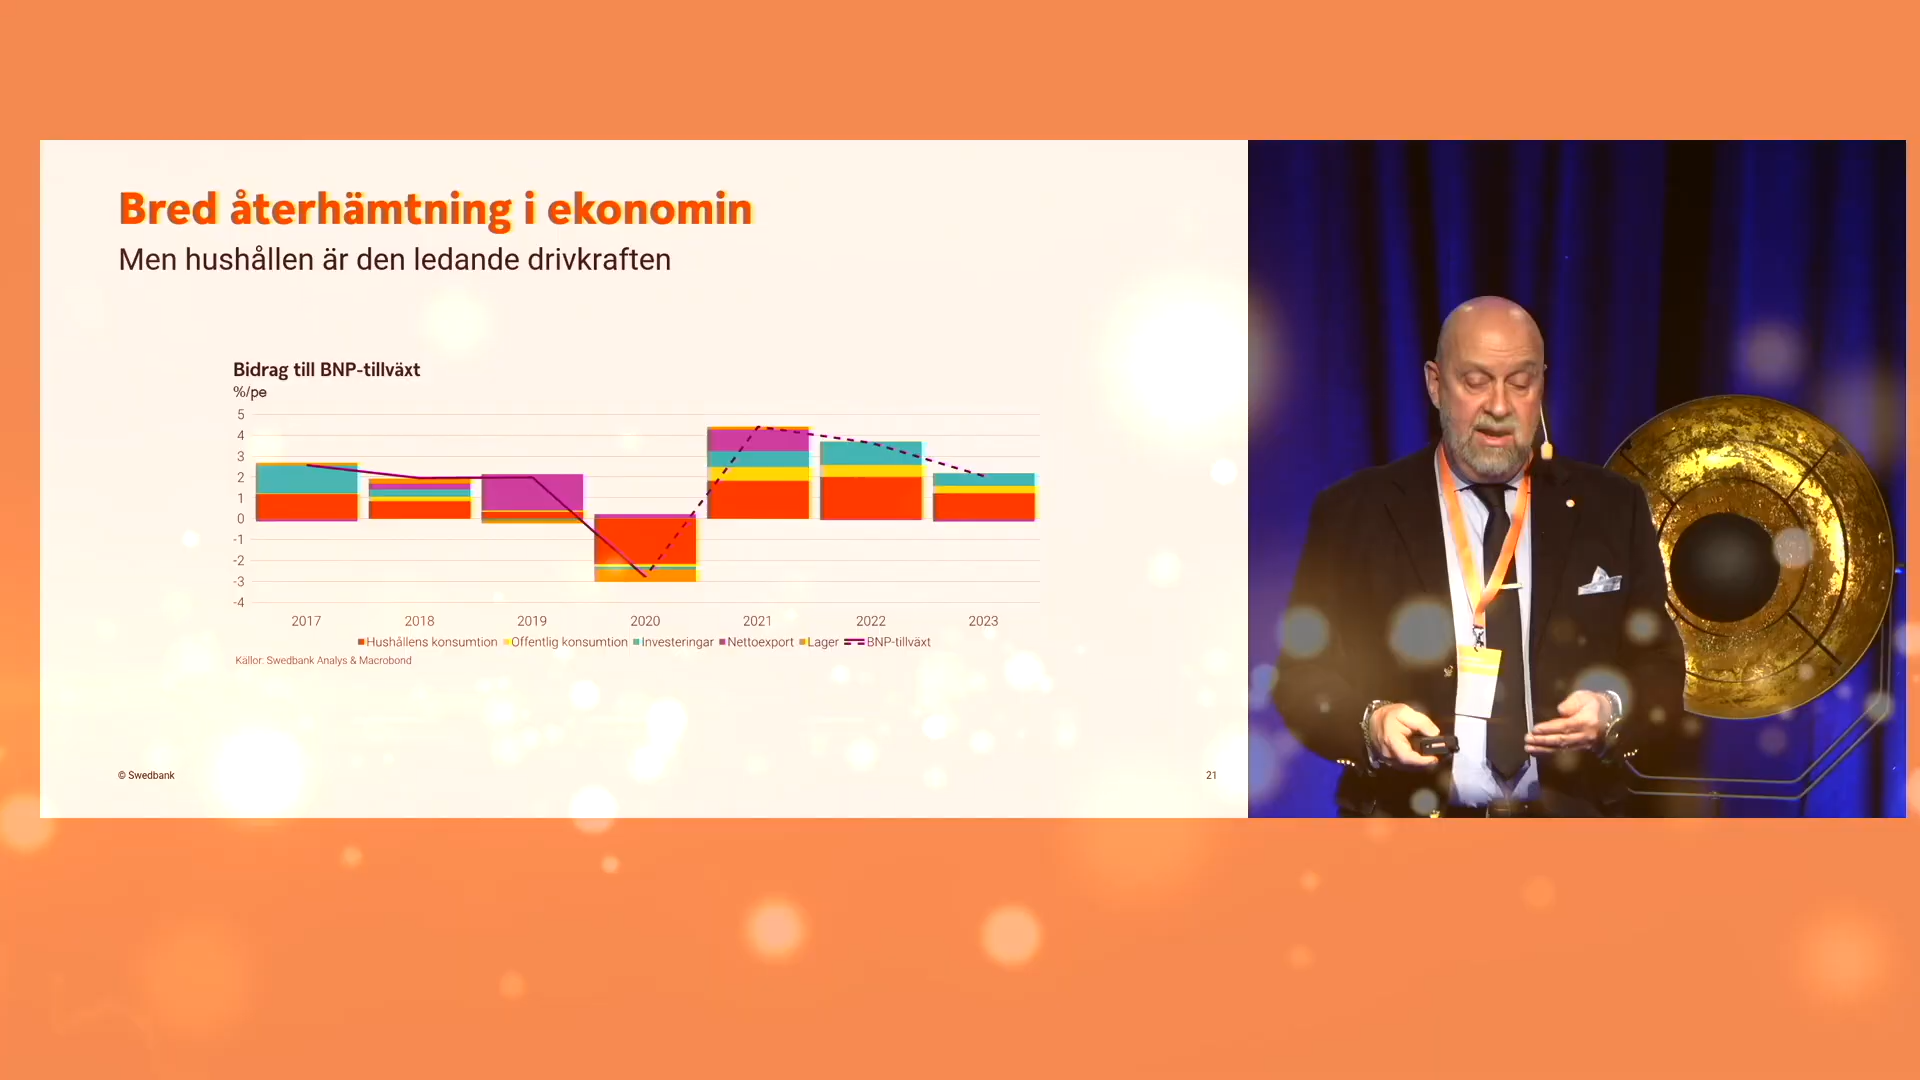 Bred återhämtning i ekonomin
Men hushållen är den ledande drivkraften
Bidrag till BNP-tillväxt
%/pe
5
4
3
2
1
0
-1
-2
-3
-4
2017 2018 2019 2020 2021 2022 2023
Hushållens konsumtion Offentlig konsumtion Investeringar Nettoexport Lager BNP-tillväxt
Källor: Swedbank Analys & Macrobond
© Swedbank 21